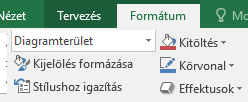 Nézet Tervezés Formátum
Diagramterület Kitöltés
Kijelölés formázása Körvonal
Stílushoz igazítás Effektusok